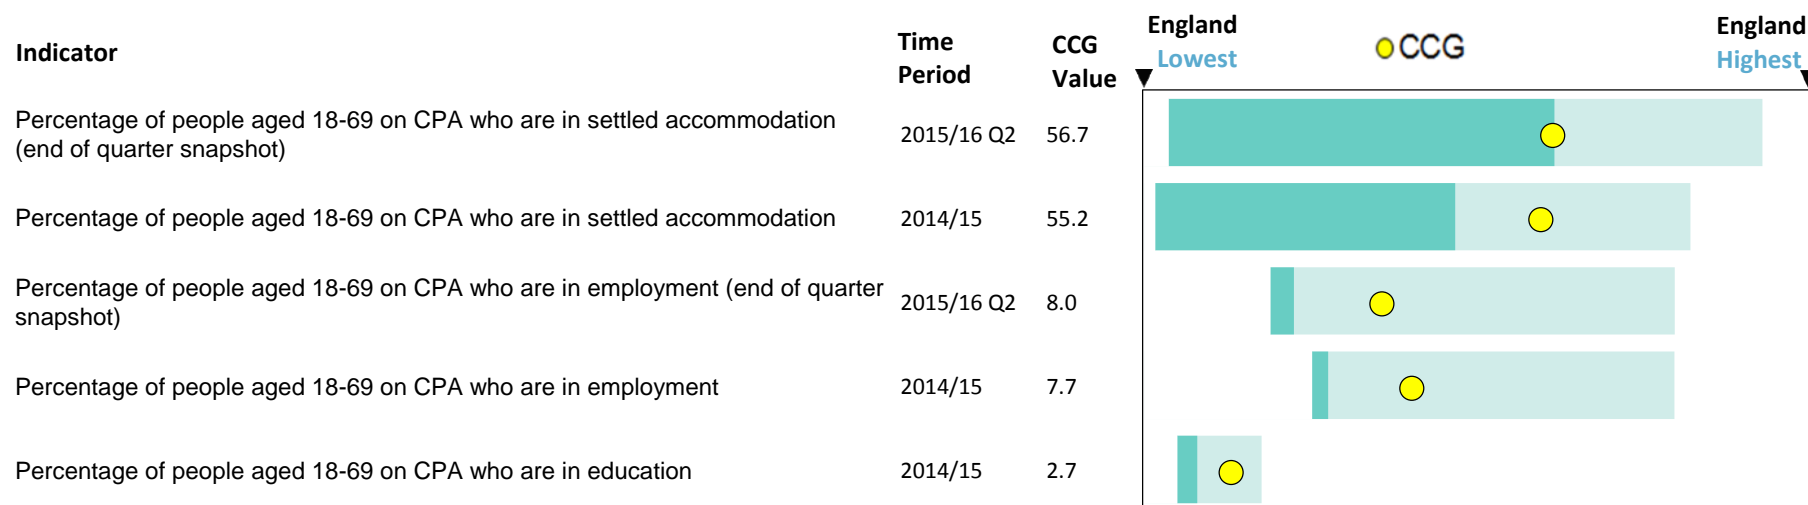 Indicator
Time
Period
CCG
Value
England
Lowest
CCG
England
Highest
Percentage of people aged 18-69 on CPA who are in settled accommodation
(end of quarter snapshot)
2015/16 Q2
56.7
Percentage of people aged 18-69 on CPA who are in settled accommodation
2014/15
55.2
Percentage of people aged 18-69 on CPA who are in employment (end of quarter
snapshot)
2015/16 Q2
8.0
Percentage of people aged 18-69 on CPA who are in employment
2014/15
7.7
Percentage of people aged 18-69 on CPA who are in education
2014/15
2.7